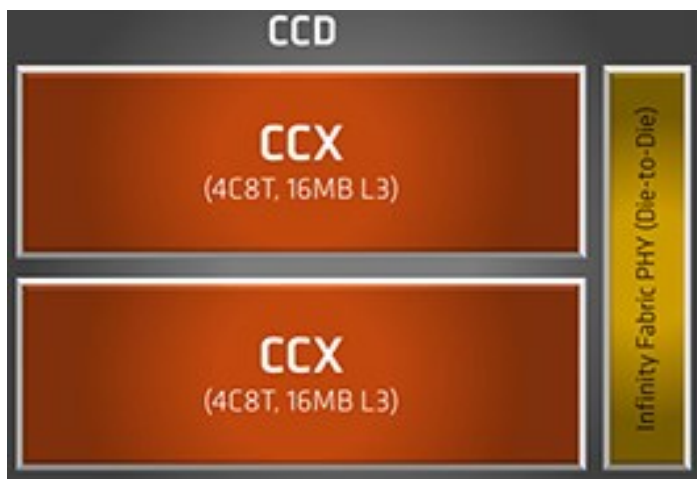 CCD
CCX
(4C8T, 16MB L3)
CCX
(4C8T, 16MB L3)
Infinity Fabric PHY (Die-to-Die)